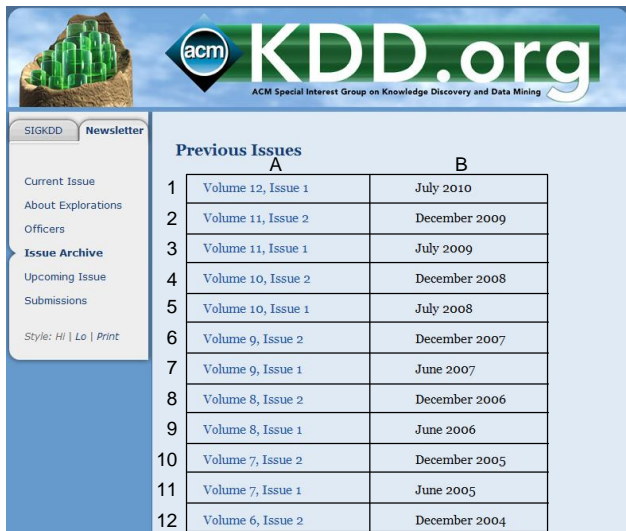 acm
KDD.org
ACM Special Interest Group on Knowledge Discovery and Data Mining
SIGKDD Newsletter
Current Issue
About Explorations
Officers
Issue Archive
Upcoming Issue
Submissions
Style: Hi | Lo | Print
Previous Issues
A B
1 Volume 12, Issue 1 July 2010
2 Volume 11, Issue 2 December 2009
3 Volume 11, Issue 1 July 2009
4 Volume 10, Issue 2 December 2008
5 Volume 10, Issue 1 July 2008
6 Volume 9, Issue 2 December 2007
7 Volume 9, Issue 1 June 2007
8 Volume 8, Issue 2 December 2006
9 Volume 8, Issue 1 June 2006
10 Volume 7, Issue 2 December 2005
11 Volume 7, Issue 1 June 2005
12 Volume 6, Issue 2 December 2004